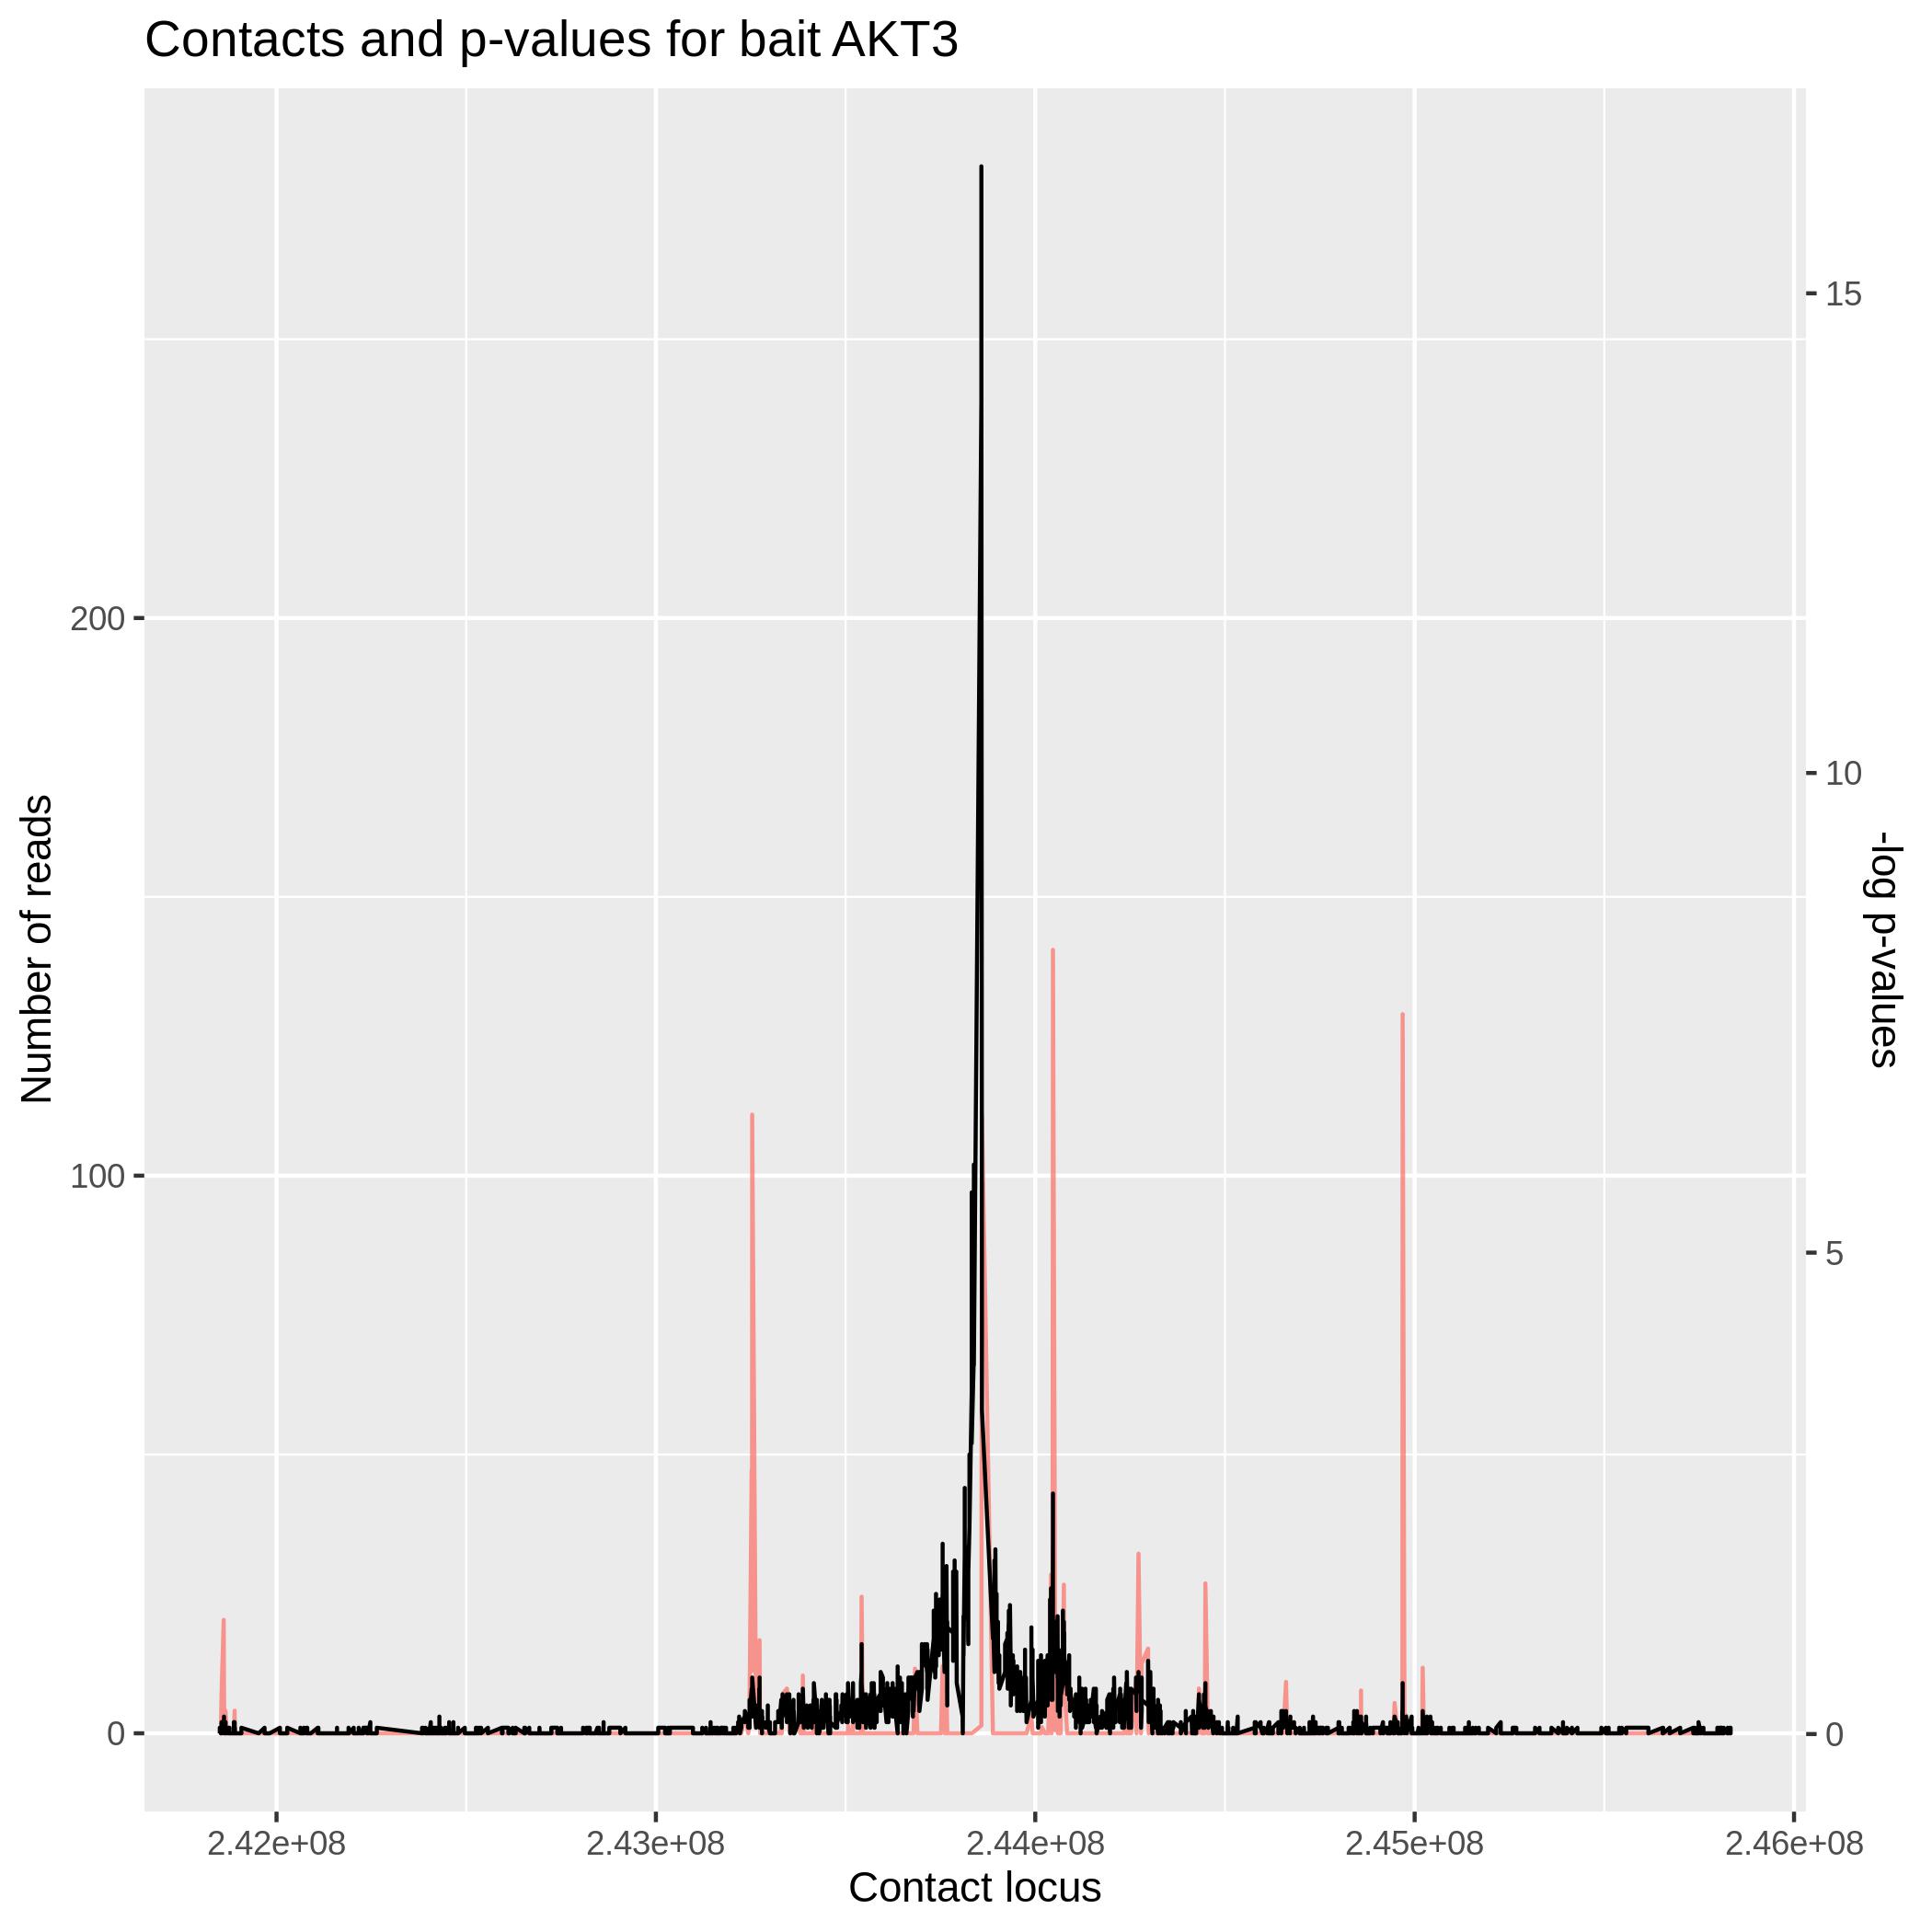 Contacts and p-values for bait AKT3
Number of reads
200
100
0
15
10
5
0
-log p-values
2.42e+08
2.43e+08
2.44e+08
2.45e+08
2.46e+08
Contact locus